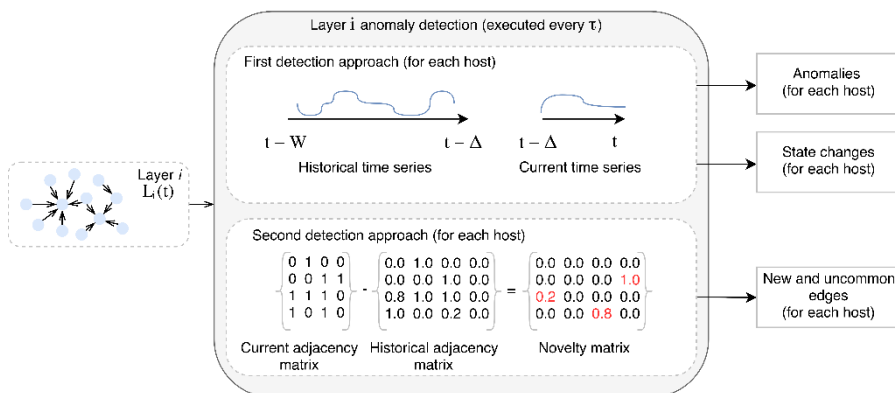 Layer i anomaly detection (executed every τ)
First detection approach (for each host)
t – W
t – Δ
t – Δ
t
Historical time series
Current time series
Layer i
Lᵢ(t)
Second detection approach (for each host)
0 1 0 0
0 0 1 1
1 1 1 0
1 0 1 0
-
0.0 1.0 0.0 0.0
0.0 0.0 1.0 0.0
0.8 1.0 1.0 0.0
1.0 0.0 0.2 0.0
=
0.0 0.0 0.0 0.0
0.0 0.0 0.0 1.0
0.2 0.0 0.0 0.0
0.0 0.0 0.8 0.0
Current adjacency
matrix
Historical adjacency
matrix
Novelty matrix
Anomalies
(for each host)
State changes
(for each host)
New and uncommon
edges
(for each host)